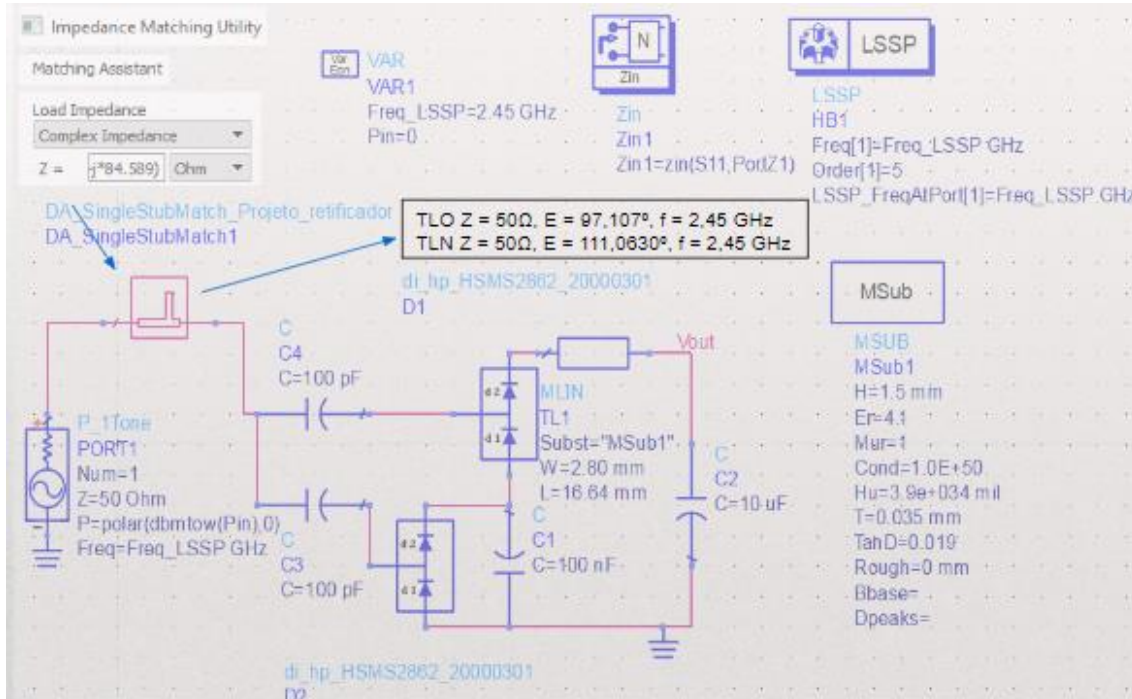 Impedance Matching Utility
Matching Assistant
Load Impedance
Complex Impedance
Z = j*84.589) Ohm
Var
Eqn
VAR
VAR1
Freq_LSSP=2.45 GHz
Pin=0
N
Zin
Zin
Zin1
Zin1=zin(S11,PortZ1)
LSSP
LSSP
HB1
Freq[1]=Freq_LSSP GHz
Order[1]=5
LSSP_FreqAtPort[1]=Freq_LSSP GHz
DA_SingleStubMatch_Projeto_retificador
DA_SingleStubMatch1
TLO Z = 50Ω, E = 97,107º, f = 2,45 GHz
TLN Z = 50Ω, E = 111,0630º, f = 2,45 GHz
di_hp_HSMS2862_20000301
D1
MSub
MSUB
MSub1
H=1.5 mm
Er=4.1
Mur=1
Cond=1.0E+50
Hu=3.9e+034 mil
T=0.035 mm
TanD=0.019
Rough=0 mm
Bbase=
Dpeaks=
C
C4
C=100 pF
Vout
d2
d1
MLIN
TL1
Subst="MSub1"
W=2.80 mm
L=16.64 mm
C
C2
C=10 uF
P_1Tone
PORT1
Num=1
Z=50 Ohm
P=polar(dbmtow(Pin),0)
Freq=Freq_LSSP GHz
C
C3
C=100 pF
d2
d1
C
C1
C=100 nF
di_hp_HSMS2862_20000301
D2